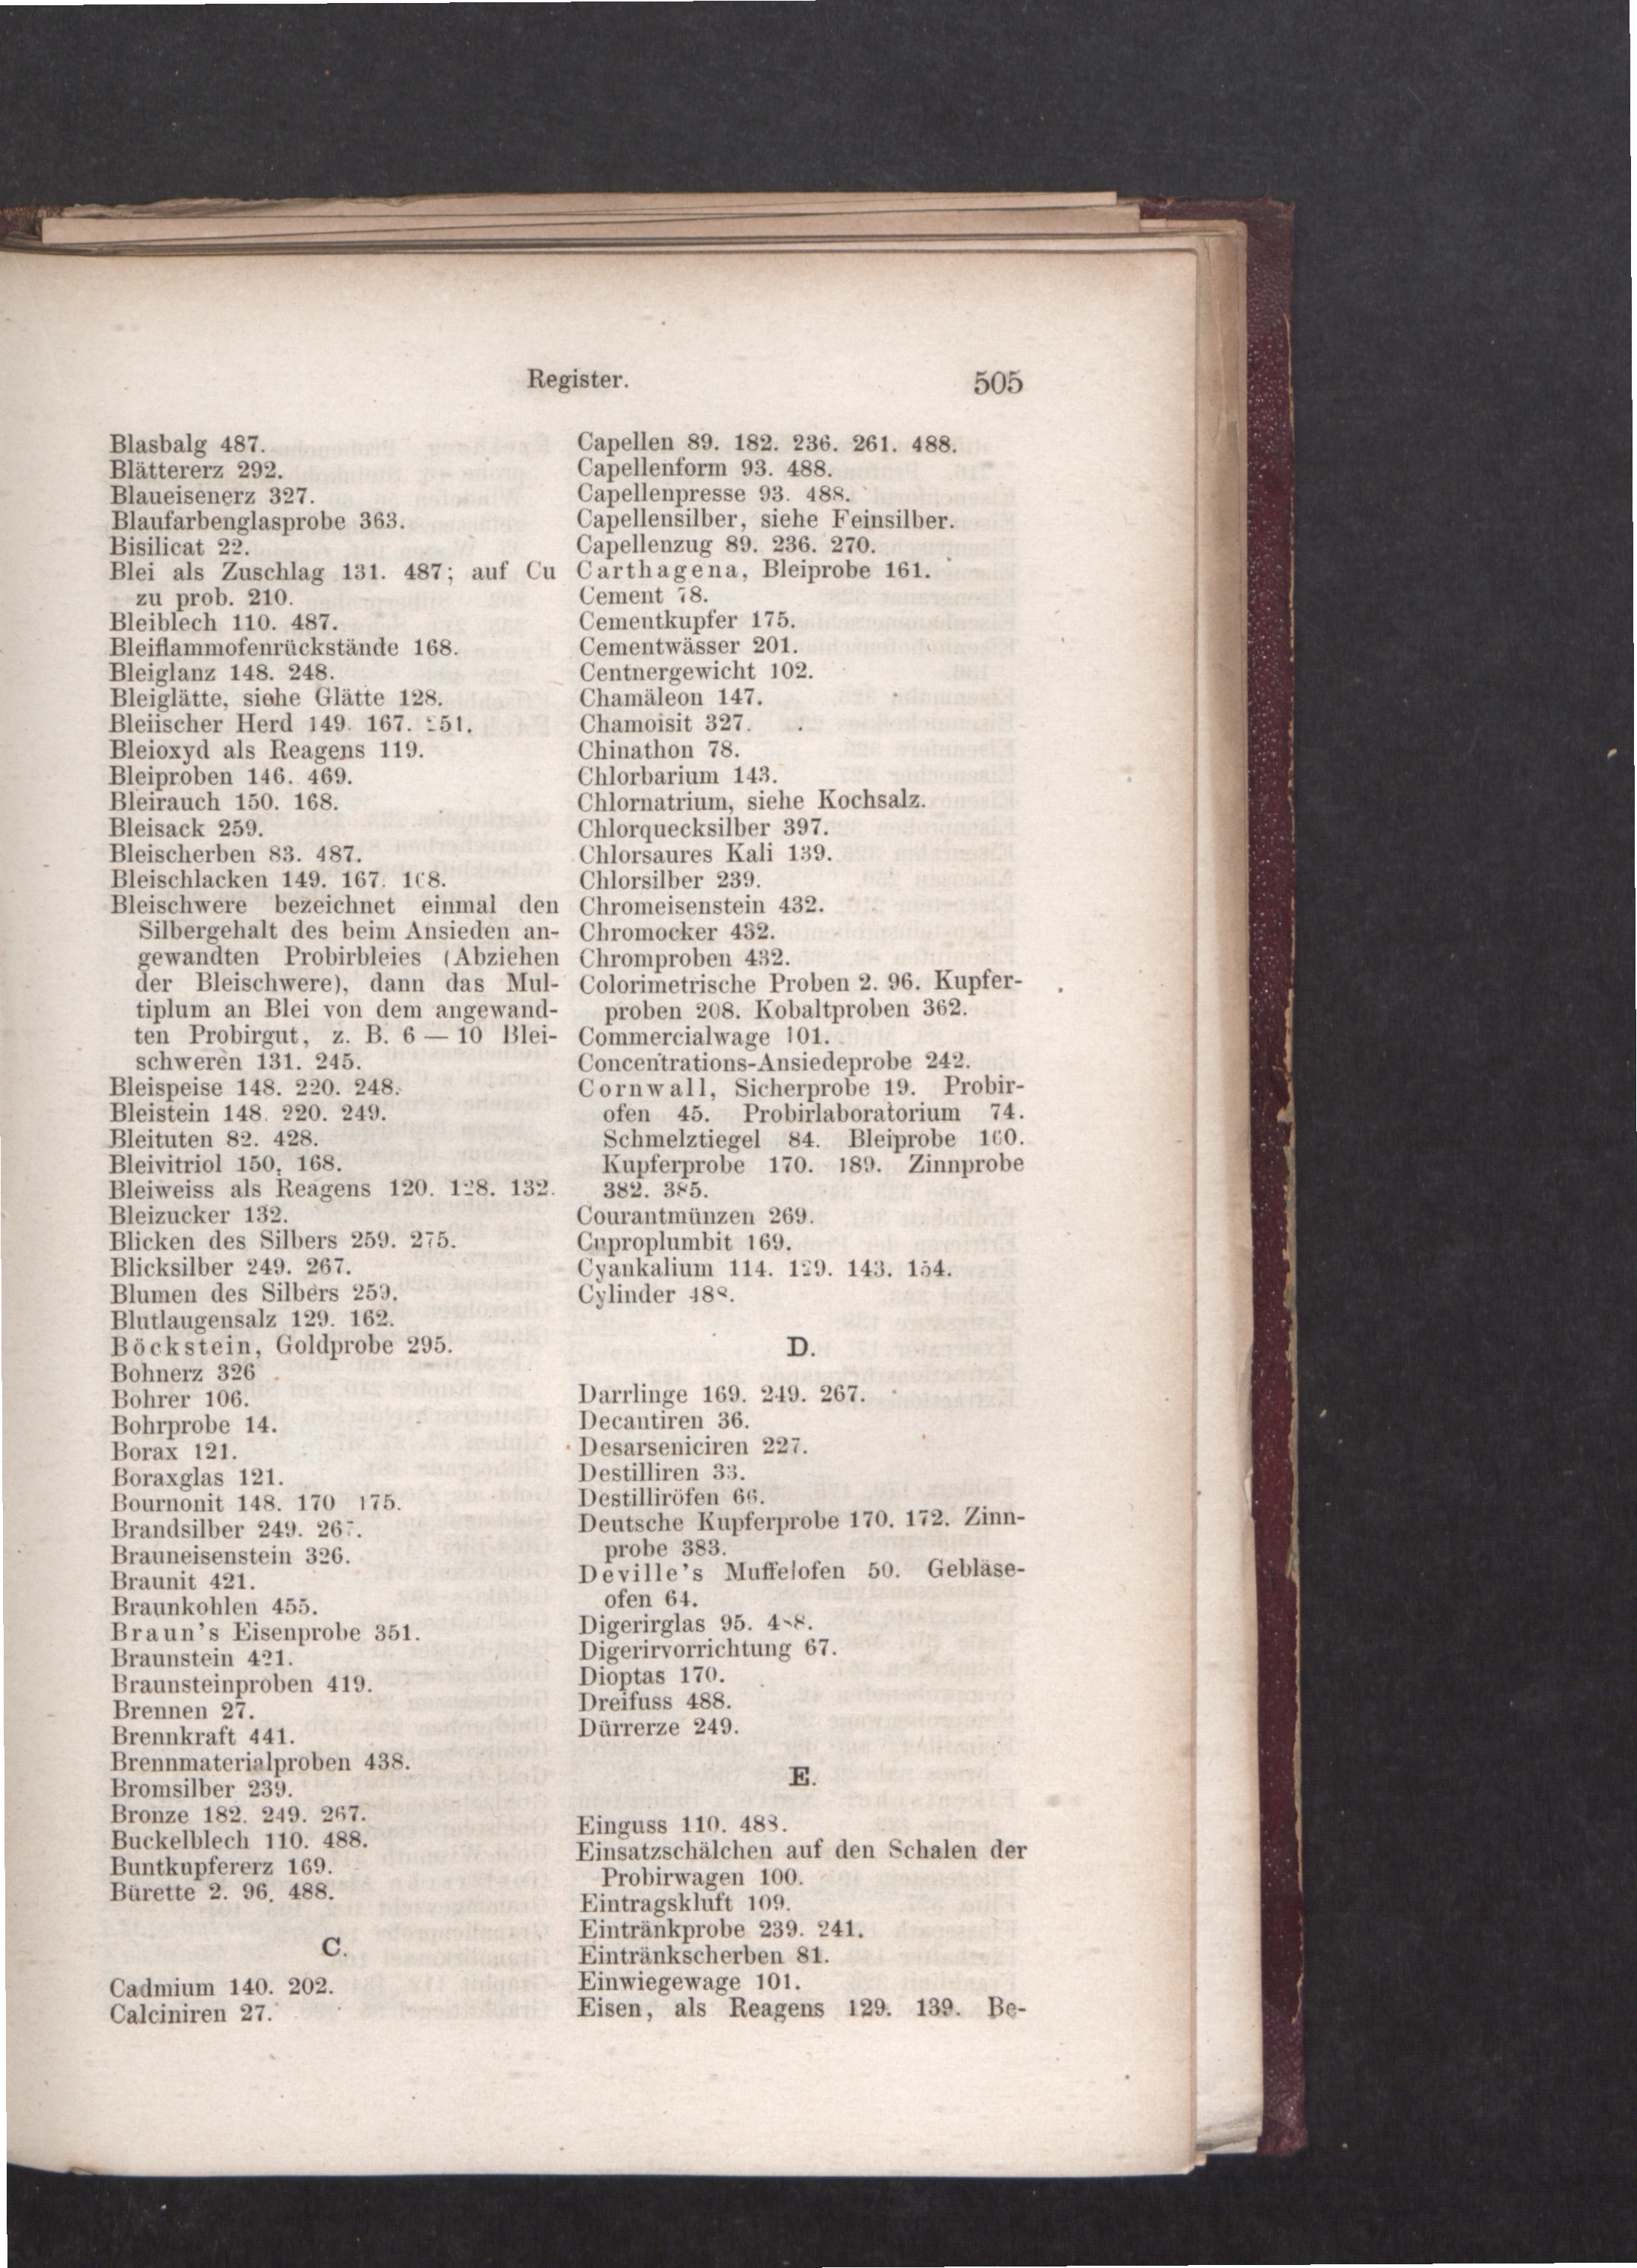 Register.
505
Blasbalg 487.
Blättererz 292.
Blaueisenerz 327.
Blaufarbenglasprobe 363.
Bisilicat 22.
Blei als Zuschlag 131. 487; auf Cu
zu prob. 210.
Bleiblech 110. 487.
Bleiflammofenrückstände 168.
Bleiglanz 148. 248.
Bleiglätte, siehe Glätte 128.
Bleiischer Herd 149. 167.
Bleioxyd als Reagens 119.
Bleiproben 146. 469.
Bleirauch 150. 168.
Bleisack 259.
Bleischerben 83. 487.
Bleischlacken 149. 167.
Bleischwere bezeichnet einmal den
Silbergehalt des beim Ansieden an-
gewandten Probirbleies (Abziehen
der Bleischwere), dann das Mul-
tiplum an Blei von dem angewand-
ten Probirgut, z. B. 6 — 10 Blei-
schweren 131. 245.
Bleispeise 148. 220. 248.
Bleistein 148. 220. 249.
Bleituten 82. 428.
Bleivitriol 150. 168.
Bleiweiss als Reagens 120. 128. 132.
Bleizucker 132.
Blicken des Silbers 259. 275.
Blicksilber 249. 267.
Blumen des Silbers 259.
Blutlaugensalz 129. 162.
Böckstein, Goldprobe 295.
Bohnerz 326
Bohrer 106.
Bohrprobe 14.
Borax 121.
Boraxglas 121.
Bournonit 148. 170 175.
Brandsilber 249. 267.
Brauneisenstein 326.
Braunit 421.
Braunkohlen 455.
Braun's Eisenprobe 351.
Braunstein 421.
Braunsteinproben 419.
Brennen 27.
Brennkraft 441.
Brennmaterialproben 438.
Bromsilber 239.
Bronze 182. 249. 267.
Buckelblech 110. 488.
Buntkupfererz 169.
Bürette 2. 96. 488.
C.
Cadmium 140. 202.
Calciniren 27.
Capellen 89. 182. 236. 261. 488.
Capellenform 93. 488.
Capellenpresse 93. 488.
Capellensilber, siehe Feinsilber.
Capellenzug 89. 236. 270.
Carthagena, Bleiprobe 161.
Cement 78.
Cementkupfer 175.
Cementwässer 201.
Centnergewicht 102.
Chamäleon 147.
Chamoisit 327.
Chinathon 78.
Chlorbarium 143.
Chlornatrium, siehe Kochsalz.
Chlorquecksilber 397.
Chlorsaures Kali 139.
Chlorsilber 239.
Chromeisenstein 432.
Chromocker 432.
Chromproben 432.
Colorimetrische Proben 2. 96. Kupfer-
proben 208. Kobaltproben 362.
Commercialwage 101.
Concentrations-Ansiedeprobe 242.
Cornwall, Sicherprobe 19. Probir-
ofen 45. Probirlaboratorium 74.
Schmelztiegel 84. Bleiprobe 160.
Kupferprobe 170. 189. Zinnprobe
382. 385.
Courantmünzen 269.
Cuproplumbit 169.
Cyankalium 114. 129. 143. 154.
Cylinder 488.
D.
Darrlinge 169. 249. 267.
Decantiren 36.
Desarseniciren 227.
Destilliren 33.
Destilliröfen 66.
Deutsche Kupferprobe 170. 172. Zinn-
probe 383.
Deville's Muffelofen 50. Gebläse-
ofen 64.
Digerirglas 95. 488.
Digerirvorrichtung 67.
Dioptas 170.
Dreifuss 488.
Dürrerze 249.
E.
Einguss 110. 488.
Einsatzschälchen auf den Schalen der
Probirwagen 100.
Eintragskluft 109.
Eintränkprobe 239. 241.
Eintränkscherben 81.
Einwiegewage 101.
Eisen, als Reagens 129. 139. Be-